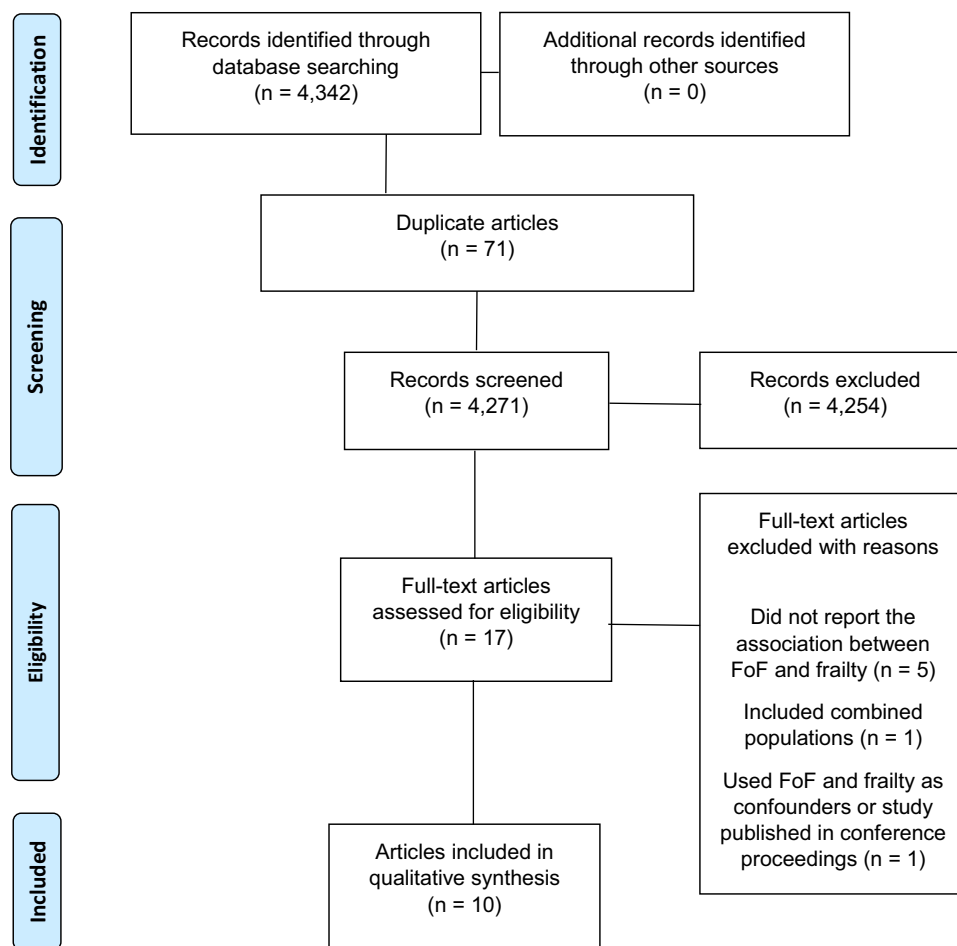 Identification
Records identified through
database searching
(n = 4,342)
Additional records identified
through other sources
(n = 0)
Screening
Duplicate articles
(n = 71)
Records screened
(n = 4,271)
Records excluded
(n = 4,254)
Eligibility
Full-text articles
assessed for eligibility
(n = 17)
Full-text articles
excluded with reasons
Did not report the
association between
FoF and frailty (n = 5)
Included combined
populations (n = 1)
Used FoF and frailty as
confounders or study
published in conference
proceedings (n = 1)
Included
Articles included in
qualitative synthesis
(n = 10)